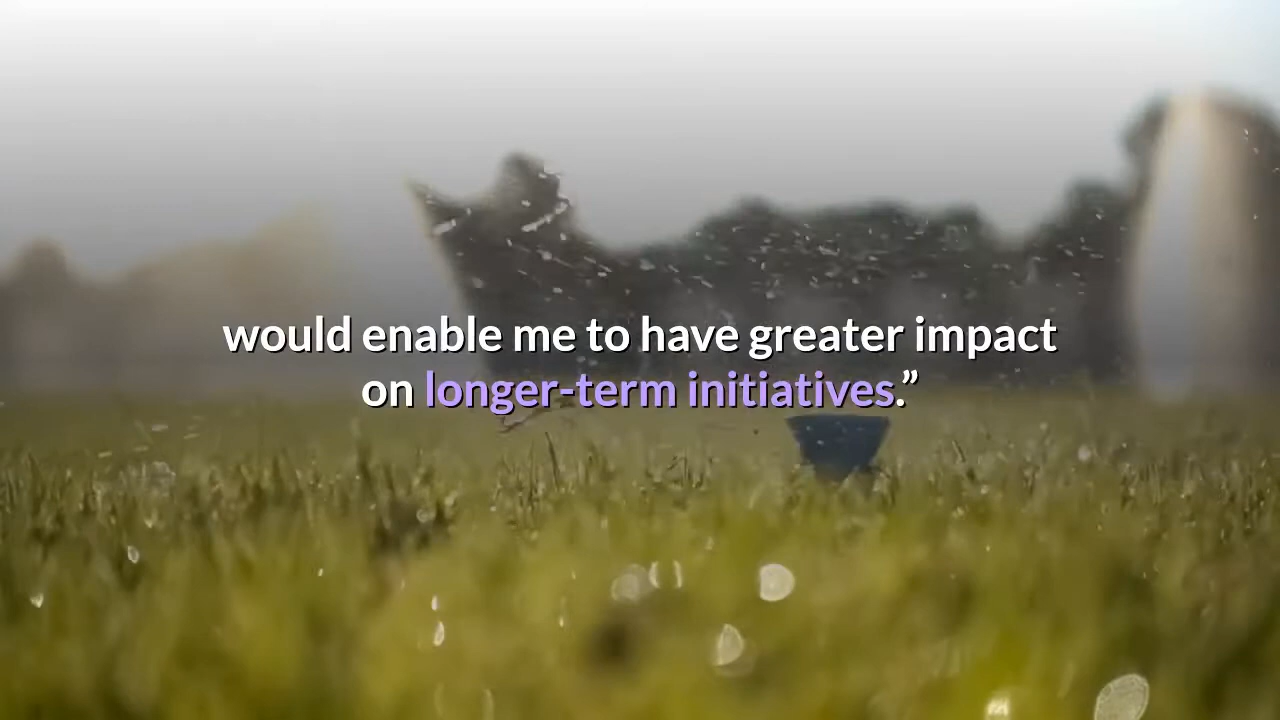 would enable me to have greater impact
on longer-term initiatives.”